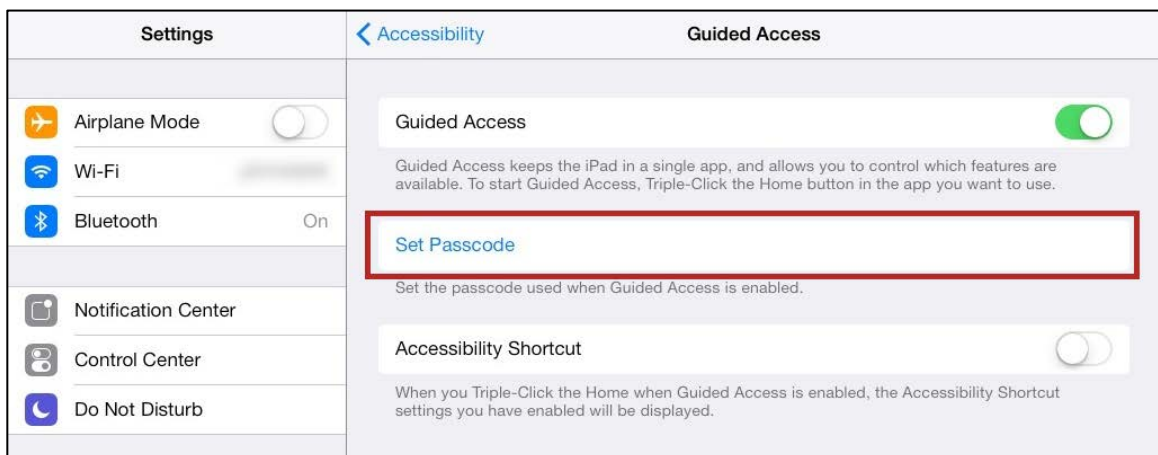 Settings
Accessibility
Guided Access
Airplane Mode
Wi-Fi
Bluetooth
On
Notification Center
Control Center
Do Not Disturb
Guided Access
Guided Access keeps the iPad in a single app, and allows you to control which features are
available. To start Guided Access, Triple-Click the Home button in the app you want to use.
Set Passcode
Set the passcode used when Guided Access is enabled.
Accessibility Shortcut
When you Triple-Click the Home when Guided Access is enabled, the Accessibility Shortcut
settings you have enabled will be displayed.